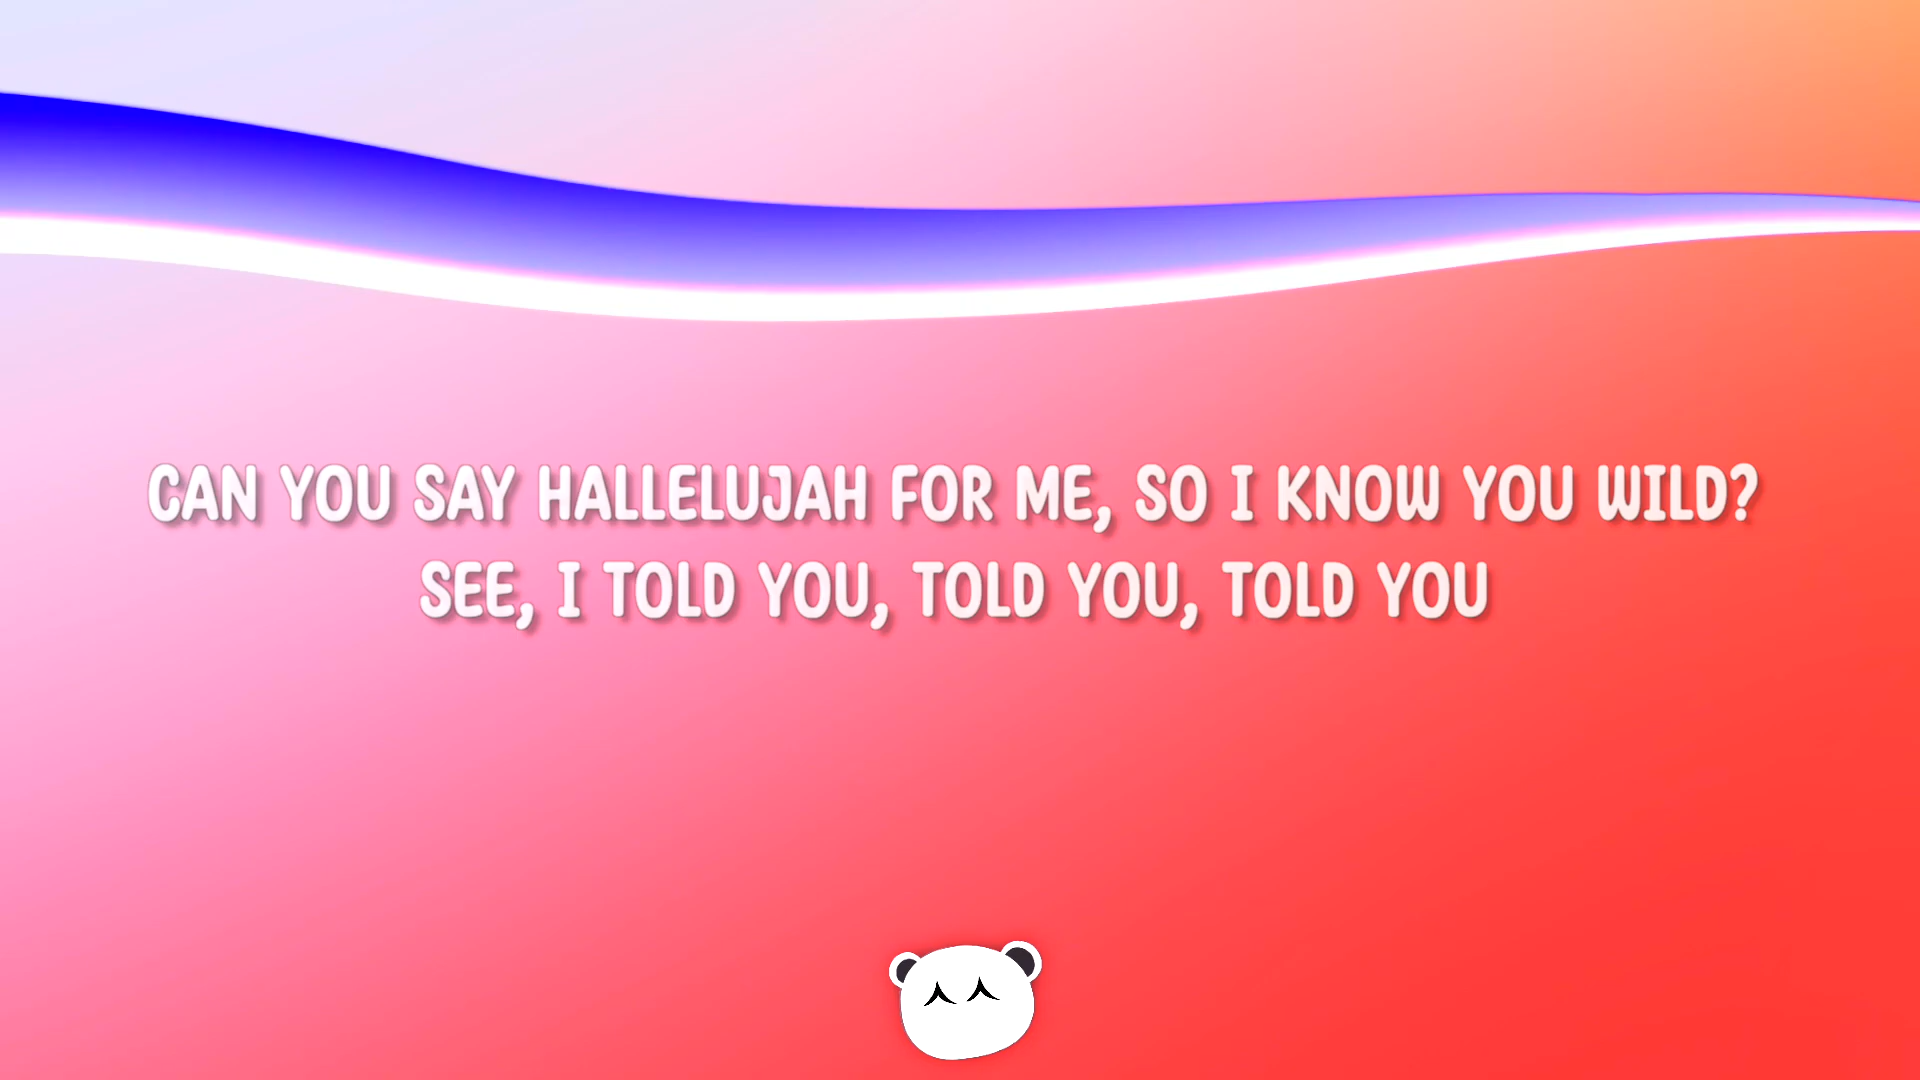 CAN YOU SAY HALLELUJAH FOR ME, SO I KNOW YOU WILD?
SEE, I TOLD YOU, TOLD YOU, TOLD YOU